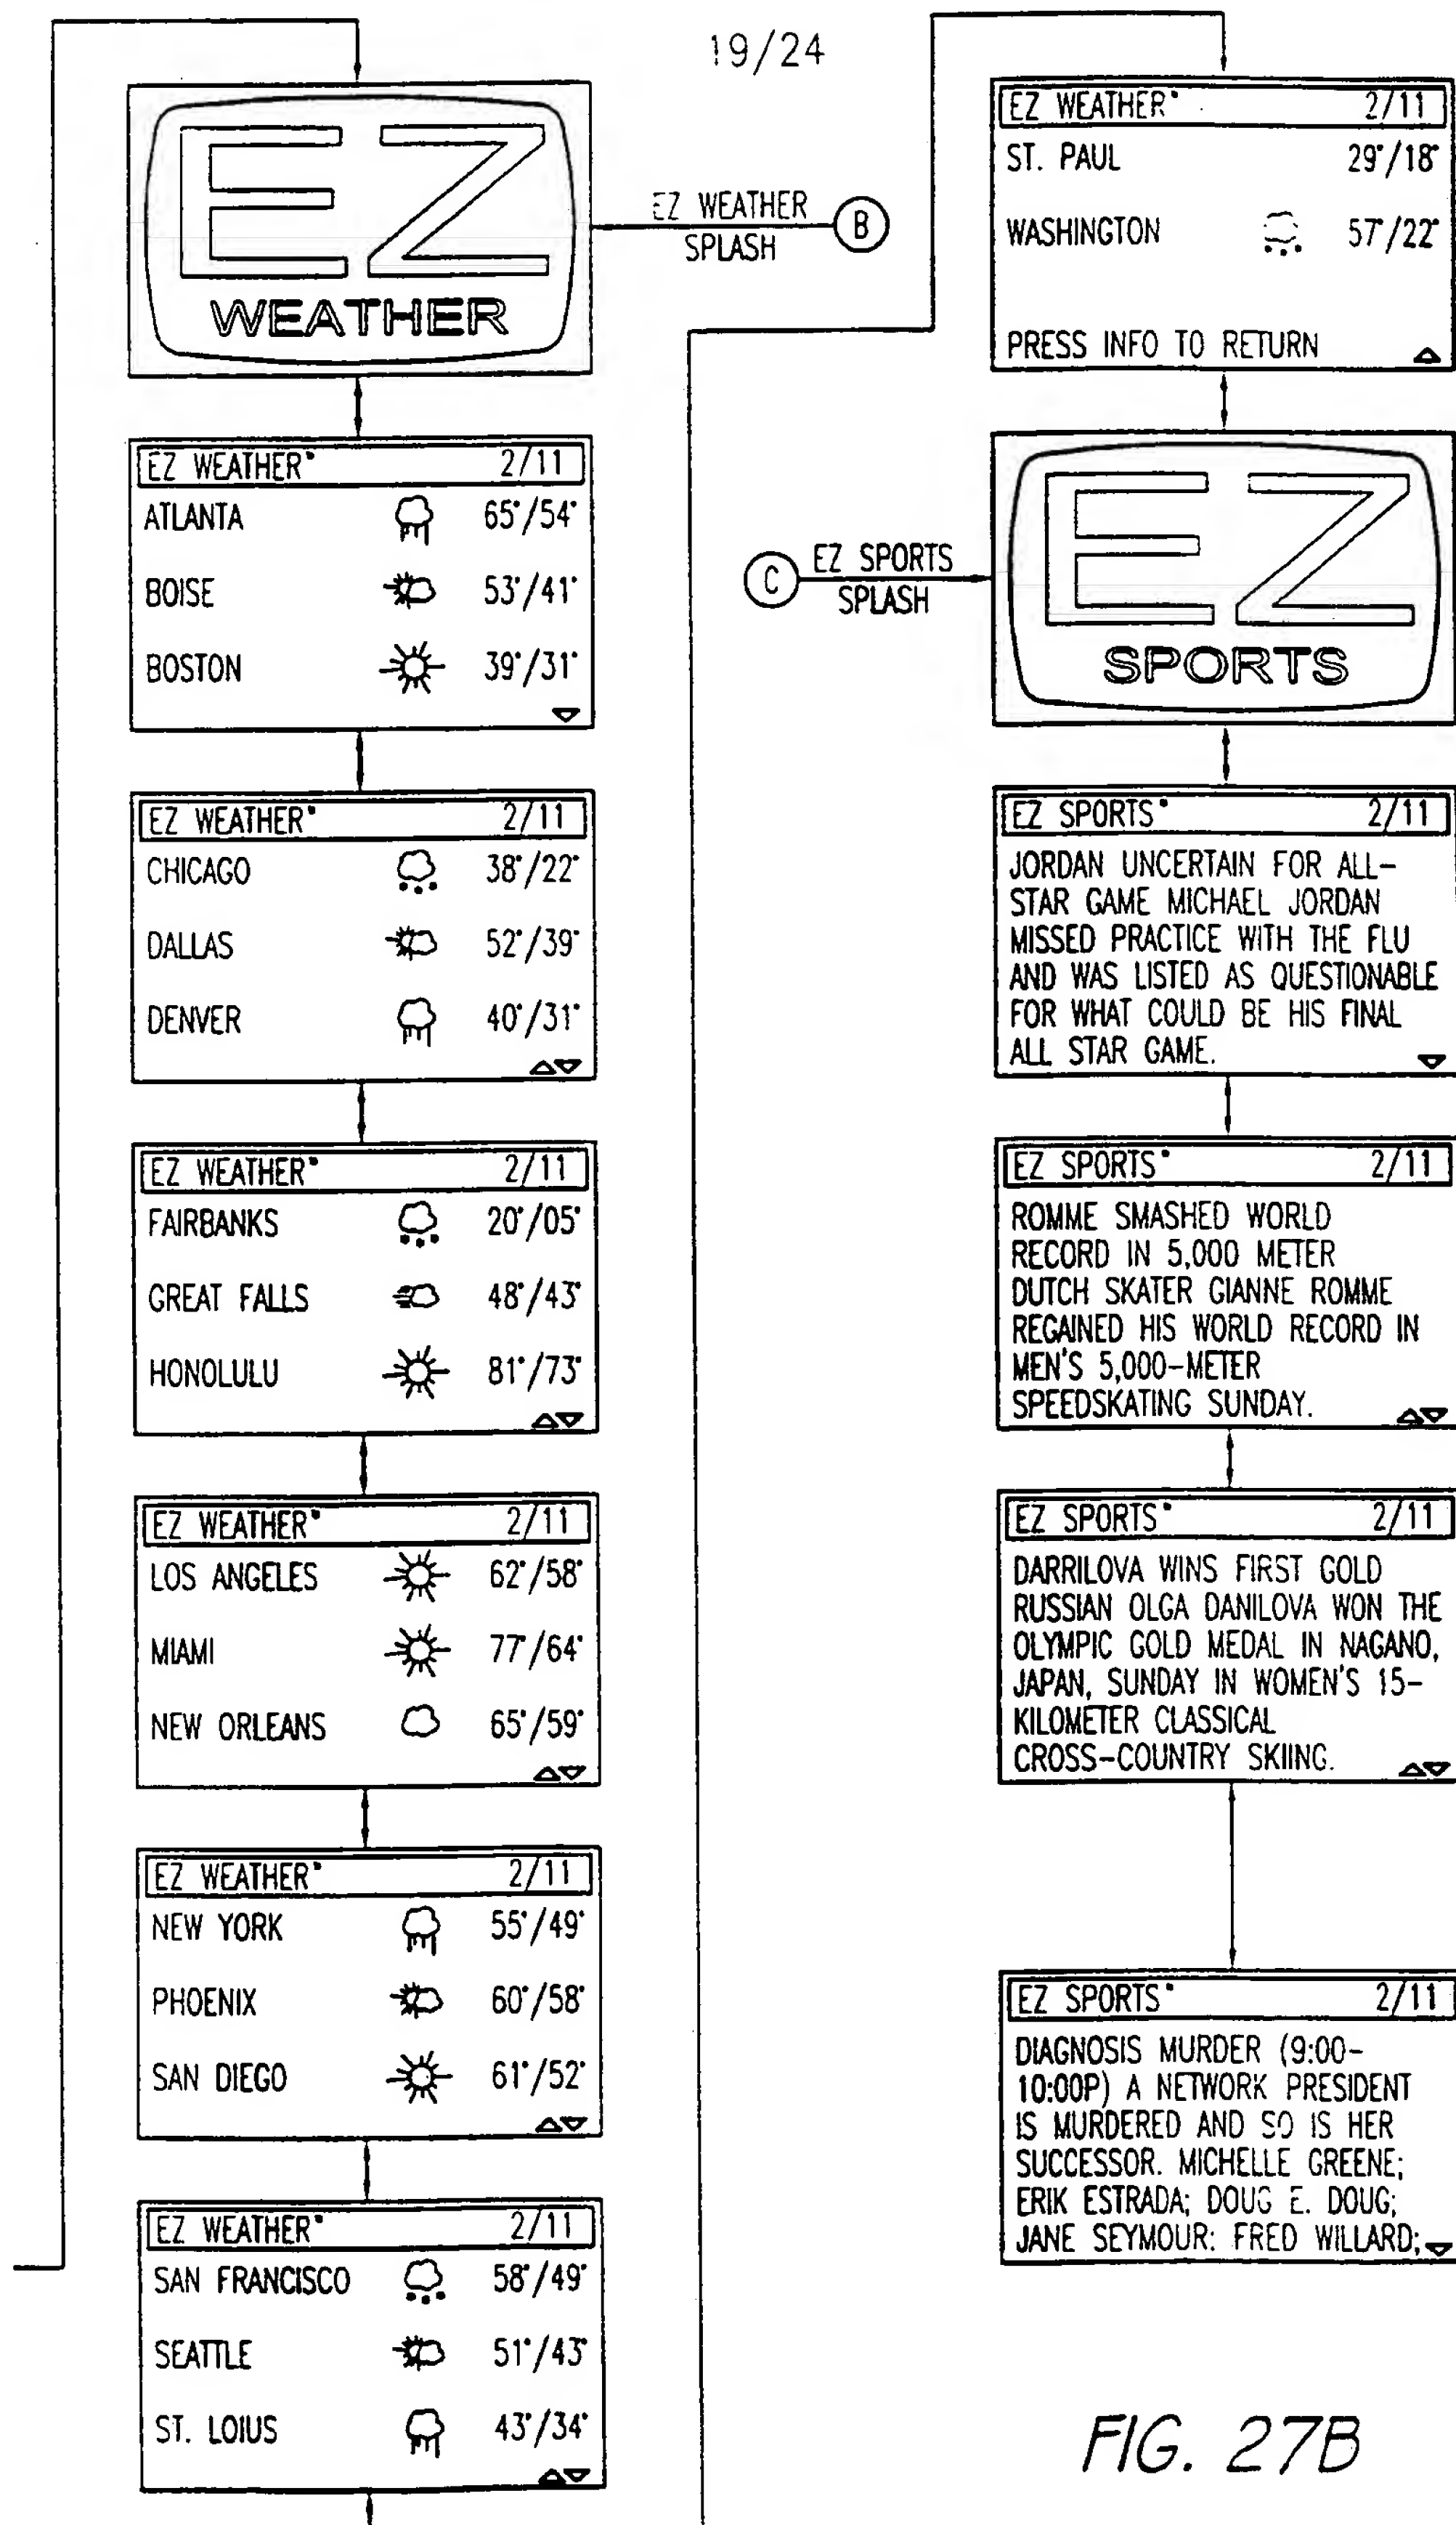 19/24
EZ
WEATHER
EZ WEATHER
SPLASH
B
EZ WEATHER° 2/11
ATLANTA 65°/54°
BOISE 53°/41°
BOSTON 39°/31°
EZ WEATHER° 2/11
CHICAGO 38°/22°
DALLAS 52°/39°
DENVER 40°/31°
EZ WEATHER° 2/11
FAIRBANKS 20°/05°
GREAT FALLS 48°/43°
HONOLULU 81°/73°
EZ WEATHER° 2/11
LOS ANGELES 62°/58°
MIAMI 77°/64°
NEW ORLEANS 65°/59°
EZ WEATHER° 2/11
NEW YORK 55°/49°
PHOENIX 60°/58°
SAN DIEGO 61°/52°
EZ WEATHER° 2/11
SAN FRANCISCO 58°/49°
SEATTLE 51°/43°
ST. LOIUS 43°/34°
EZ WEATHER° 2/11
ST. PAUL 29°/18°
WASHINGTON 57°/22°
PRESS INFO TO RETURN
C
EZ SPORTS
SPLASH
EZ
SPORTS
EZ SPORTS° 2/11
JORDAN UNCERTAIN FOR ALL-
STAR GAME MICHAEL JORDAN
MISSED PRACTICE WITH THE FLU
AND WAS LISTED AS QUESTIONABLE
FOR WHAT COULD BE HIS FINAL
ALL STAR GAME.
EZ SPORTS° 2/11
ROMME SMASHED WORLD
RECORD IN 5,000 METER
DUTCH SKATER GIANNE ROMME
REGAINED HIS WORLD RECORD IN
MEN'S 5,000-METER
SPEEDSKATING SUNDAY.
EZ SPORTS° 2/11
DARRILOVA WINS FIRST GOLD
RUSSIAN OLGA DANILOVA WON THE
OLYMPIC GOLD MEDAL IN NAGANO,
JAPAN, SUNDAY IN WOMEN'S 15-
KILOMETER CLASSICAL
CROSS-COUNTRY SKIING.
EZ SPORTS° 2/11
DIAGNOSIS MURDER (9:00-
10:00P) A NETWORK PRESIDENT
IS MURDERED AND SO IS HER
SUCCESSOR. MICHELLE GREENE;
ERIK ESTRADA; DOUG E. DOUG;
JANE SEYMOUR: FRED WILLARD;
FIG. 27B